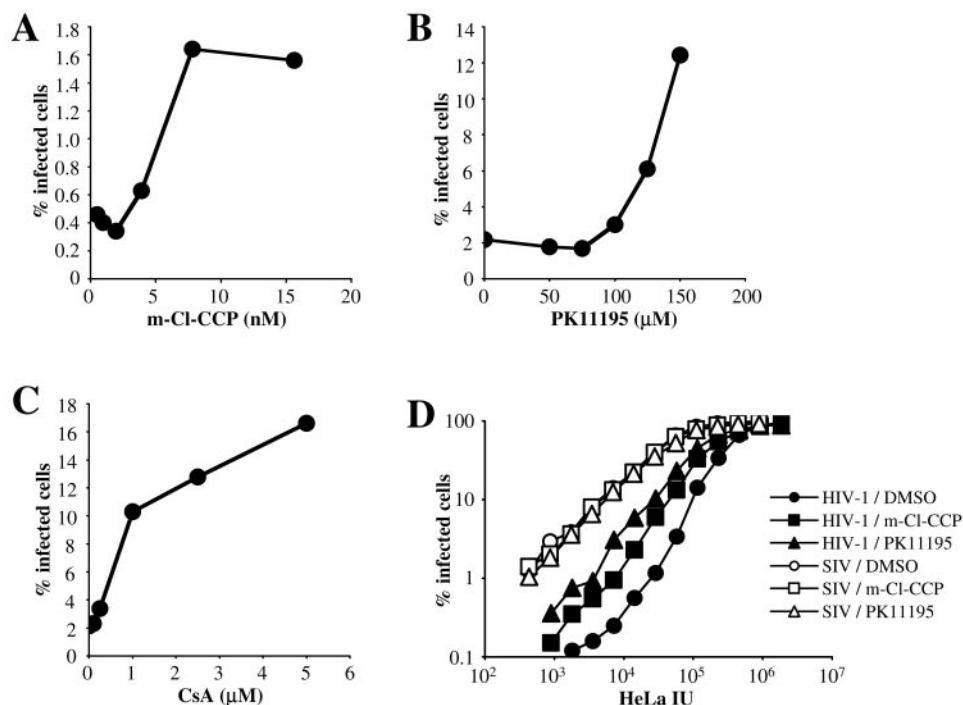 A
% infected cells
1.8
1.6
1.4
1.2
1.0
0.8
0.6
0.4
0.2
0.0
0 5 10 15 20
m-Cl-CCP (nM)
B
% infected cells
14
12
10
8
6
4
2
0
0 50 100 150 200
PK11195 (μM)
C
% infected cells
18
16
14
12
10
8
6
4
2
0
0 1 2 3 4 5 6
CsA (μM)
D
% infected cells
100
10
1
0.1
10² 10³ 10⁴ 10⁵ 10⁶ 10⁷
HeLa IU
HIV-1 / DMSO
HIV-1 / m-Cl-CCP
HIV-1 / PK11195
SIV / DMSO
SIV / m-Cl-CCP
SIV / PK11195